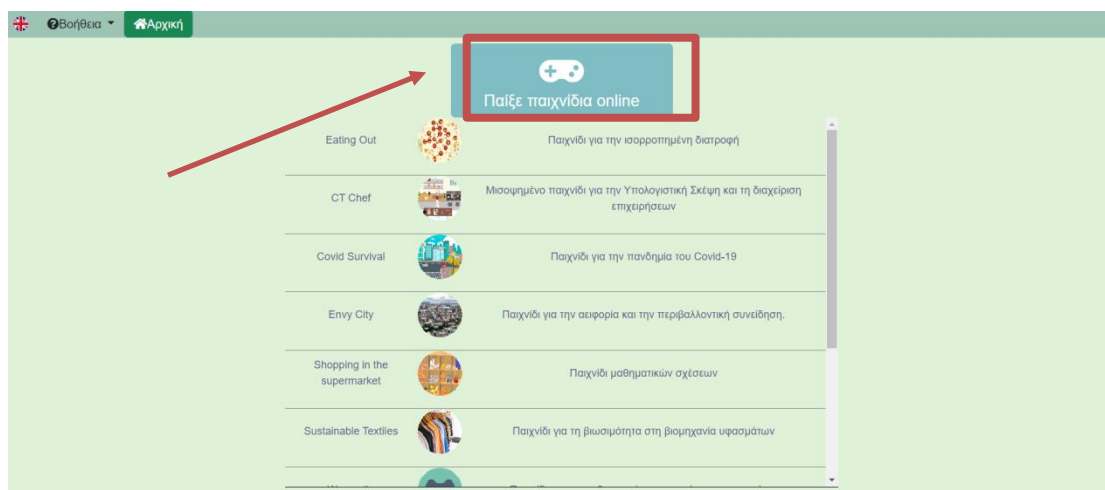 Βοήθεια
Αρχική
Παίξε παιχνίδια online
Eating Out
Παιχνίδι για την ισορροπημένη διατροφή
CT Chef
Μισοψημένο παιχνίδι για την Υπολογιστική Σκέψη και τη διαχείριση
επιχειρήσεων
Covid Survival
Παιχνίδι για την πανδημία του Covid-19
Envy City
Παιχνίδι για την αειφορία και την περιβαλλοντική συνείδηση.
Shopping in the
supermarket
Παιχνίδι μαθηματικών σχέσεων
Sustainable Textiles
Παιχνίδι για τη βιωσιμότητα στη βιομηχανία υφασμάτων